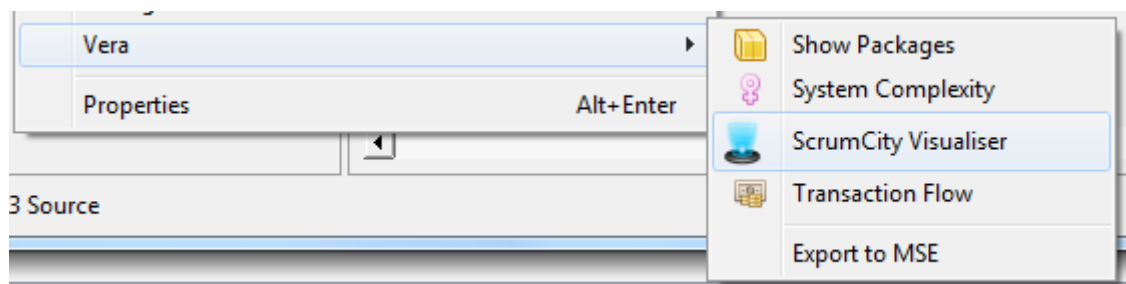 Vera
Properties Alt+Enter
3 Source
Show Packages
System Complexity
ScrumCity Visualiser
Transaction Flow
Export to MSE